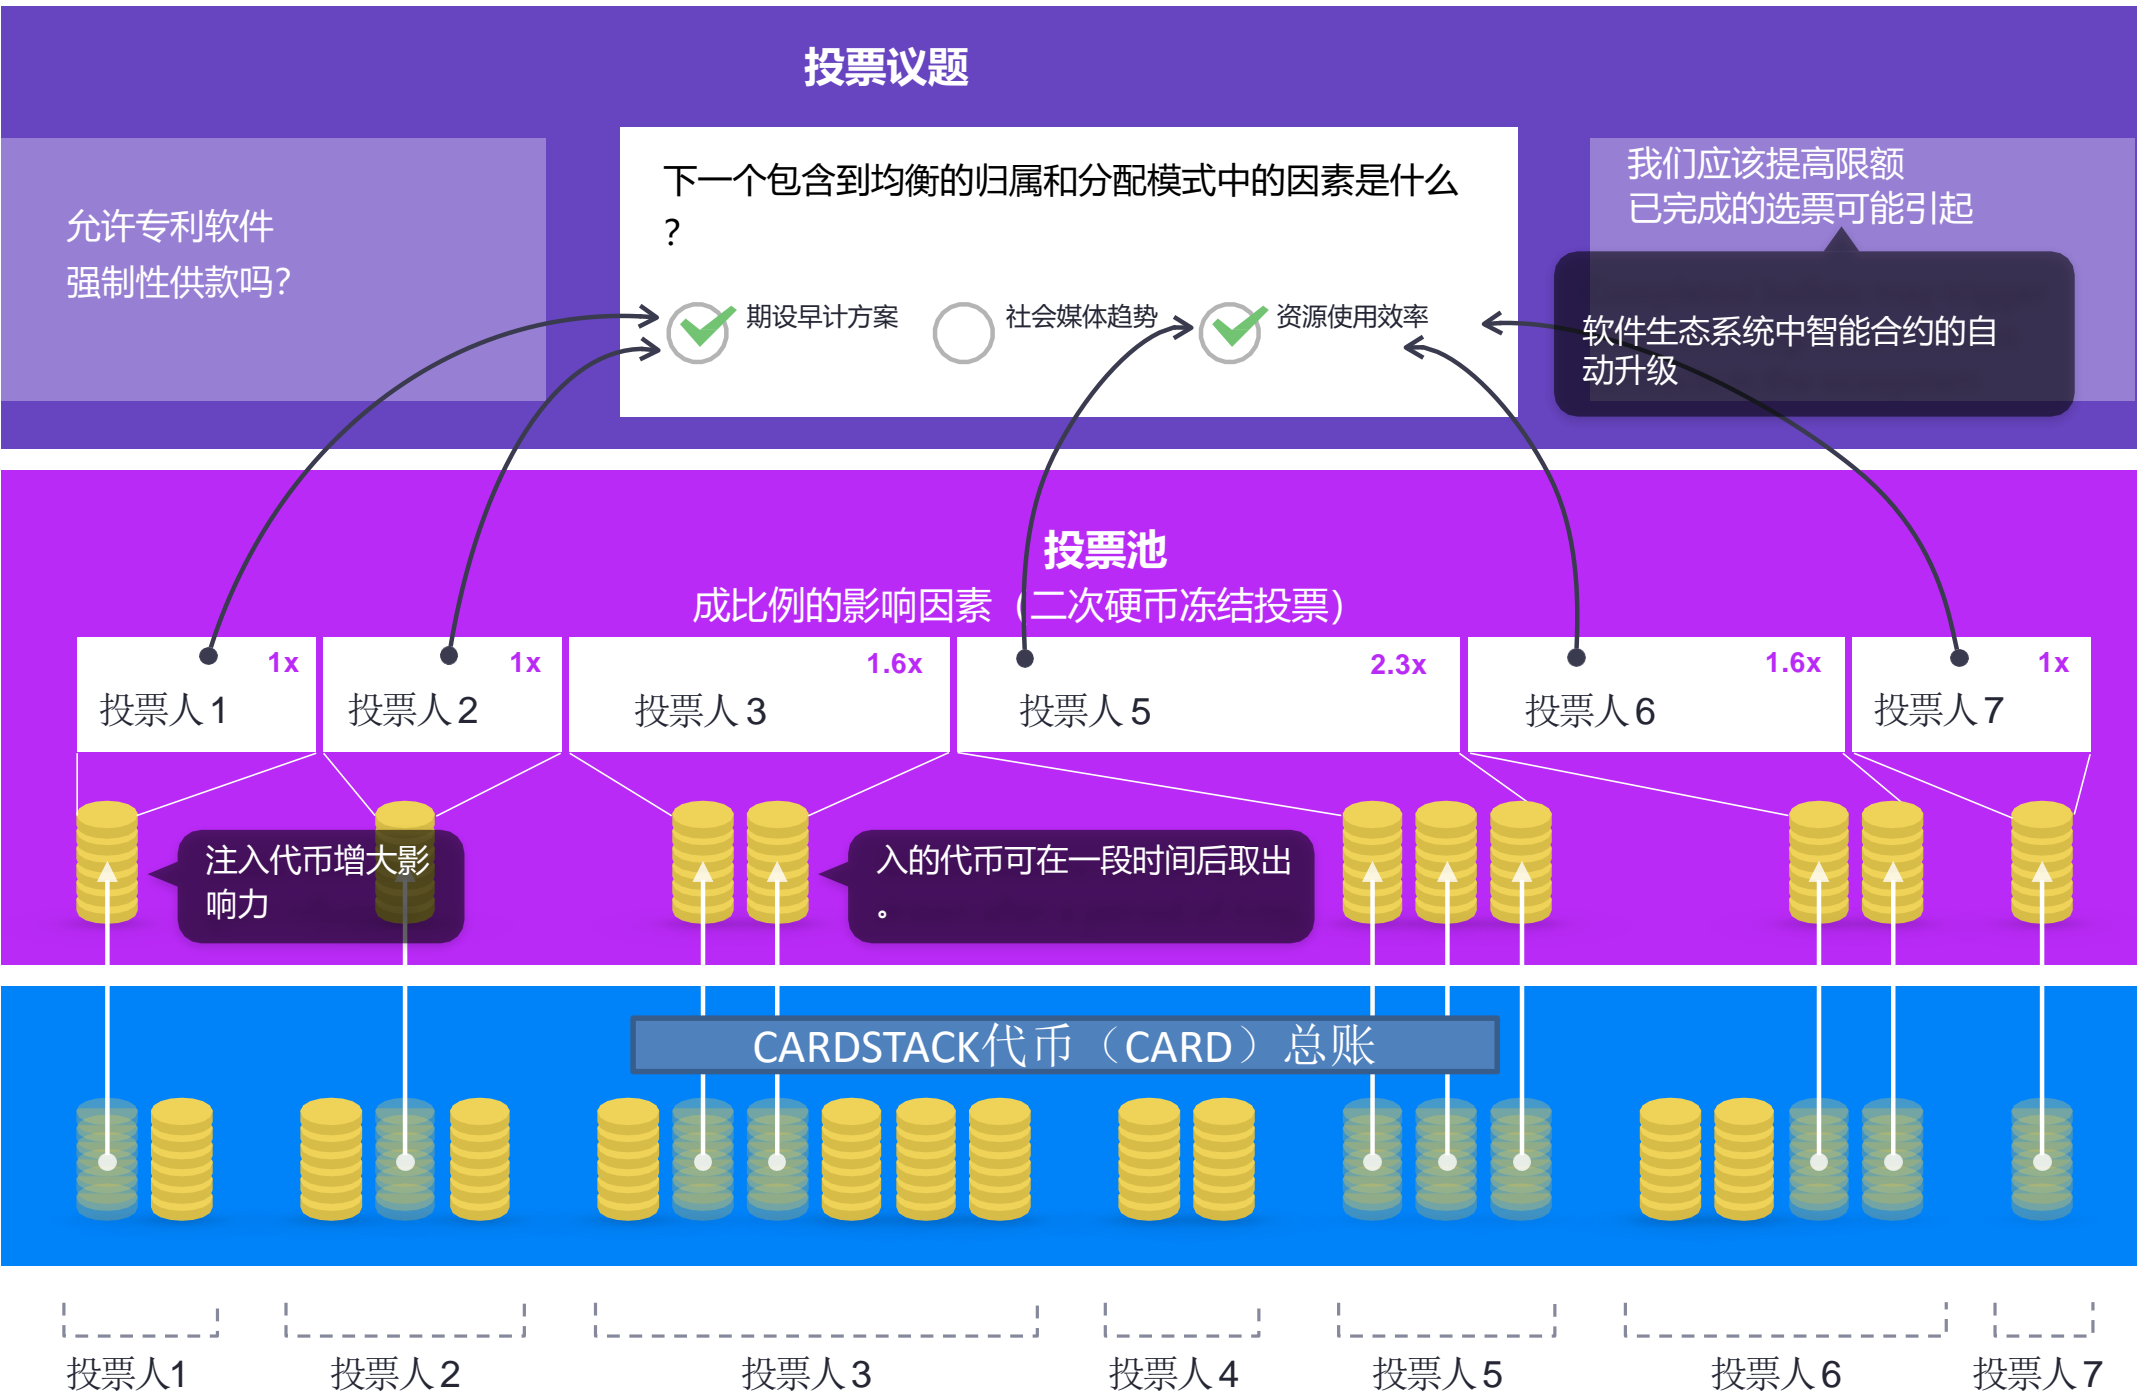 投票议题
允许专利软件
强制性供款吗?
下一个包含到均衡的归属和分配模式中的因素是什么
?
期设早计方案
社会媒体趋势
资源使用效率
我们应该提高限额
已完成的选票可能引起
软件生态系统中智能合约的自
动升级
投票池
成比例的影响因素（二次硬币冻结投票）
1x
投票人1
1x
投票人2
1.6x
投票人3
2.3x
投票人5
1.6x
投票人6
1x
投票人7
注入代币增大影
响力
入的代币可在一段时间后取出
。
CARDSTACK代币（CARD）总账
投票人1
投票人2
投票人3
投票人4
投票人5
投票人6
投票人7